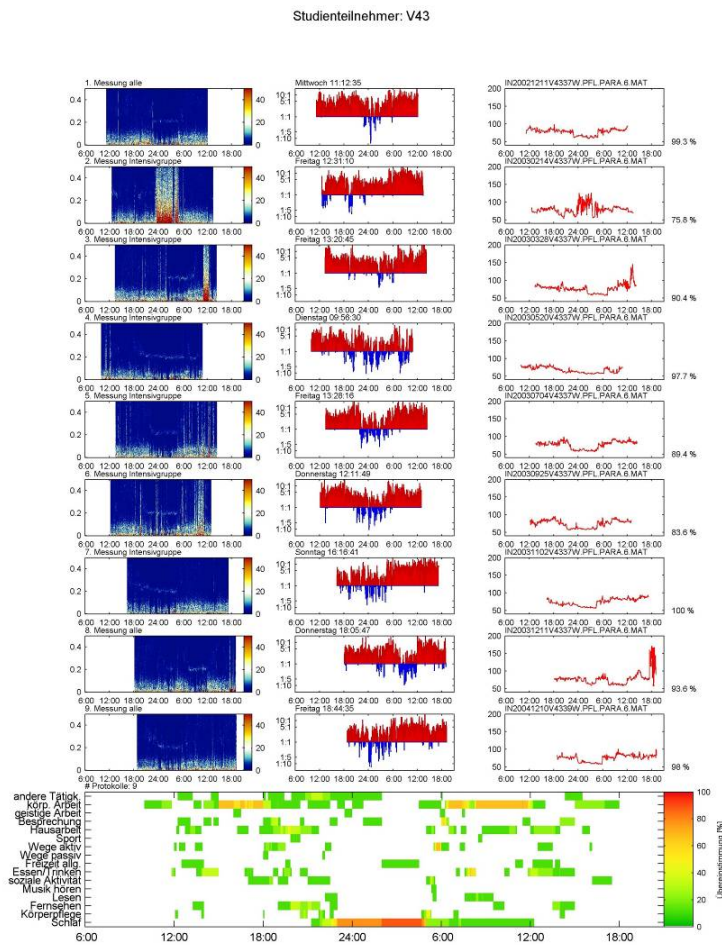 Studienteilnehmer: V43
1. Messung alle
Mittwoch 11:12:35
IN20021211V4337W.PFL.PARA.6.MAT
99.3 %
2. Messung Intensivgruppe
Freitag 12:31:10
IN20030214V4337W.PFL.PARA.6.MAT
75.8 %
3. Messung Intensivgruppe
Freitag 13:20:45
IN20030328V4337W.PFL.PARA.6.MAT
90.4 %
4. Messung Intensivgruppe
Dienstag 09:56:30
IN20030520V4337W.PFL.PARA.6.MAT
97.7 %
5. Messung Intensivgruppe
Freitag 13:28:16
IN20030704V4337W.PFL.PARA.6.MAT
89.4 %
6. Messung Intensivgruppe
Donnerstag 12:11:49
IN20030925V4337W.PFL.PARA.6.MAT
83.6 %
7. Messung Intensivgruppe
Sonntag 16:16:41
IN20031102V4337W.PFL.PARA.6.MAT
100 %
8. Messung alle
Donnerstag 18:05:47
IN20031211V4337W.PFL.PARA.6.MAT
93.6 %
9. Messung alle
Freitag 18:44:35
IN20041210V4339W.PFL.PARA.6.MAT
98 %
# Protokolle: 9
andere Tätigk.
körp. Arbeit
geistige Arbeit
Besprechung
Hausarbeit
Sport
Wege aktiv
Wege passiv
Freizeit allg.
Essen/Trinken
soziale Aktivität
Musik hören
Lesen
Fernsehen
Körperpflege
Schlaf
6:00 12:00 18:00 24:00 6:00 12:00 18:00
100
80
60
40
20
0
Übereinstimmung [%]